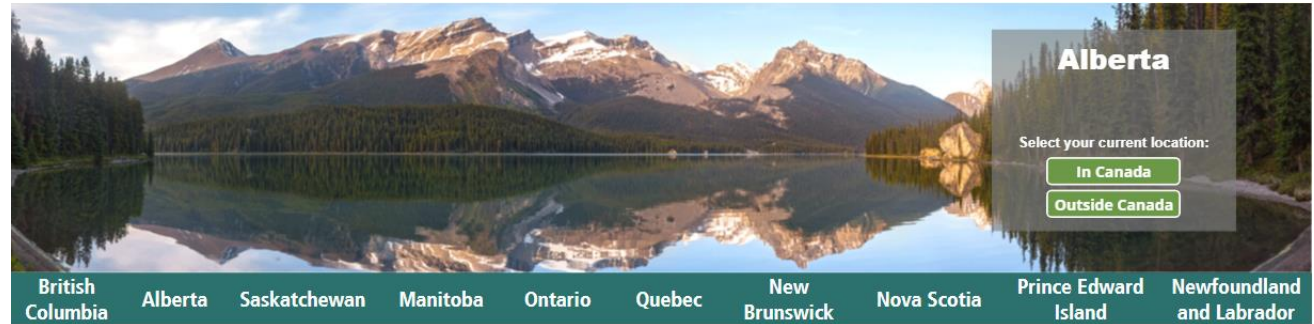 Alberta
Select your current location:
In Canada
Outside Canada
British
Columbia
Alberta
Saskatchewan
Manitoba
Ontario
Quebec
New
Brunswick
Nova Scotia
Prince Edward
Island
Newfoundland
and Labrador